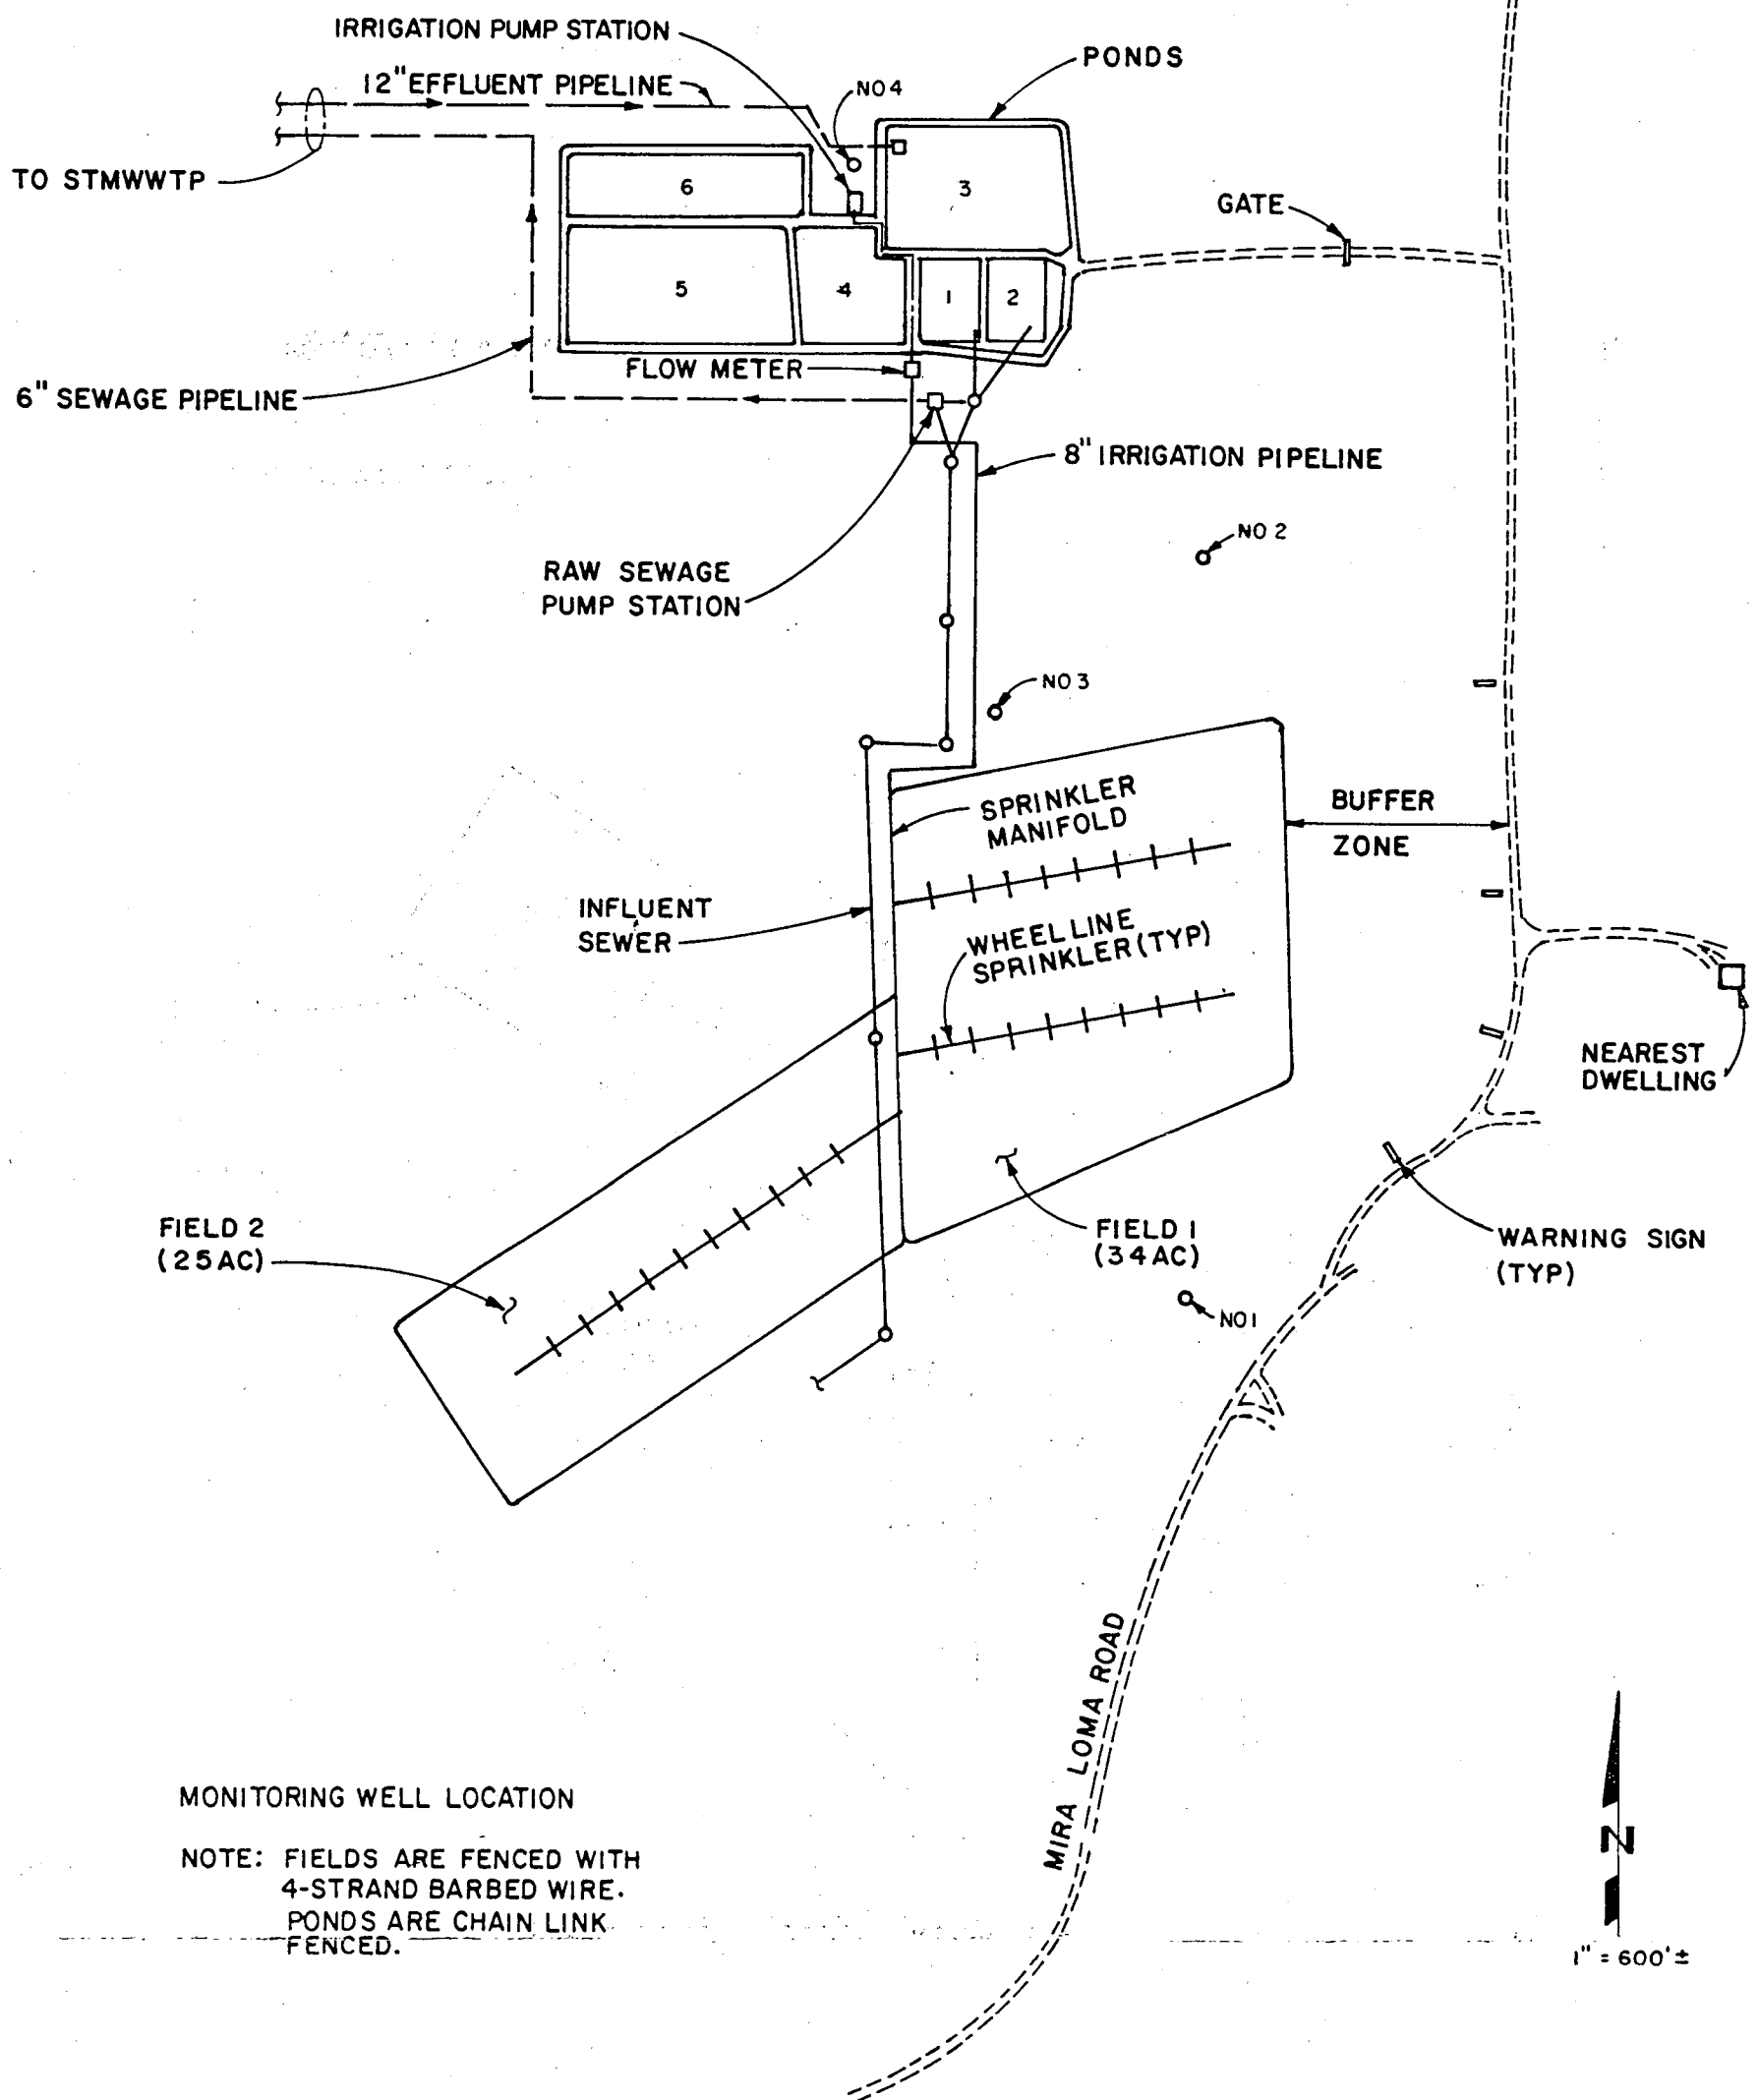 IRRIGATION PUMP STATION
PONDS
12" EFFLUENT PIPELINE
NO 4
TO STMWWTP
6
3
GATE
5
4
1
2
FLOW METER
6" SEWAGE PIPELINE
8" IRRIGATION PIPELINE
NO 2
RAW SEWAGE
PUMP STATION
NO 3
SPRINKLER
MANIFOLD
BUFFER
ZONE
INFLUENT
SEWER
WHEEL LINE
SPRINKLER (TYP)
NEAREST
DWELLING
FIELD 2
(25AC)
FIELD 1
(34AC)
WARNING SIGN
(TYP)
NO 1
MIRA LOMA ROAD
MONITORING WELL LOCATION
NOTE: FIELDS ARE FENCED WITH
4-STRAND BARBED WIRE.
PONDS ARE CHAIN LINK
FENCED.
N
1" = 600' ±